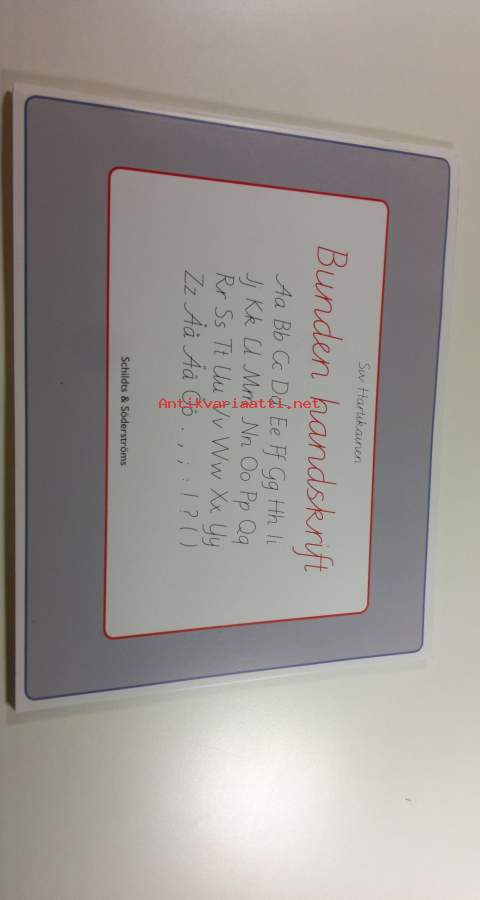 Siw Hartikainen
Bunden handskrift
Aa Bb Cc Dd Ee Ff Gg Hh Ii
Jj Kk Ll Mm Nn Oo Pp Qq
Rr Ss Tt Uu Vv Ww Xx Yy
Zz Åå Ää Öö . , ; : ! ? ( )
Schildts & Söderströms
Antikvariaatti.net